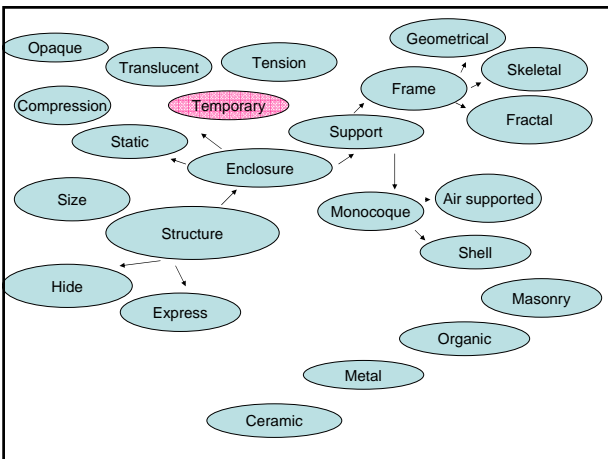 Geometrical
Opaque
Tension
Translucent
Skeletal
Frame
Compression
Temporary
Fractal
Support
Static
Enclosure
Size
Air supported
Monocoque
Structure
Shell
Hide
Masonry
Express
Organic
Metal
Ceramic